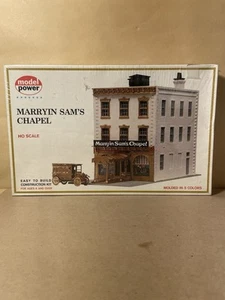 model
power
MARRYIN SAM'S
CHAPEL
HO SCALE
Marryin Sam's Chapel
EASY TO BUILD
CONSTRUCTION KIT
MOLDED IN 3 COLORS